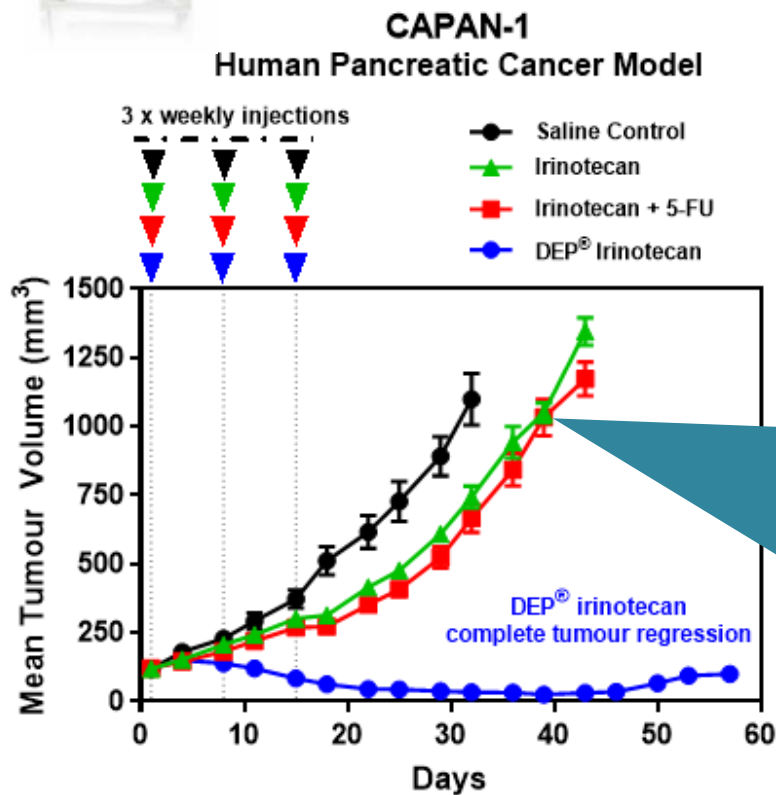 CAPAN-1
Human Pancreatic Cancer Model
3 x weekly injections
Saline Control
Irinotecan
Irinotecan + 5-FU
DEP® Irinotecan
Mean Tumour Volume (mm³)
1500
1250
1000
750
500
250
0
DEP® irinotecan
complete tumour regression
0 10 20 30 40 50 60
Days